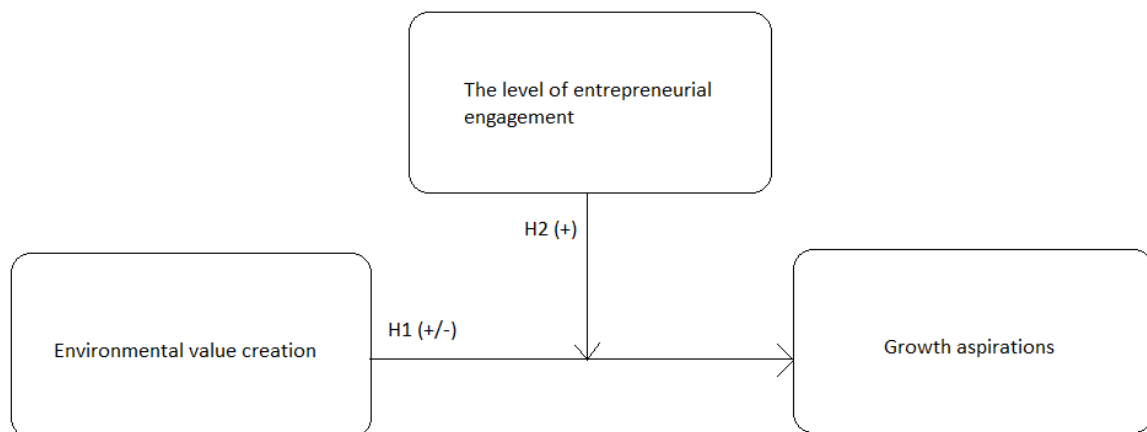 The level of entrepreneurial
engagement
H2 (+)
H1 (+/-)
Environmental value creation
Growth aspirations